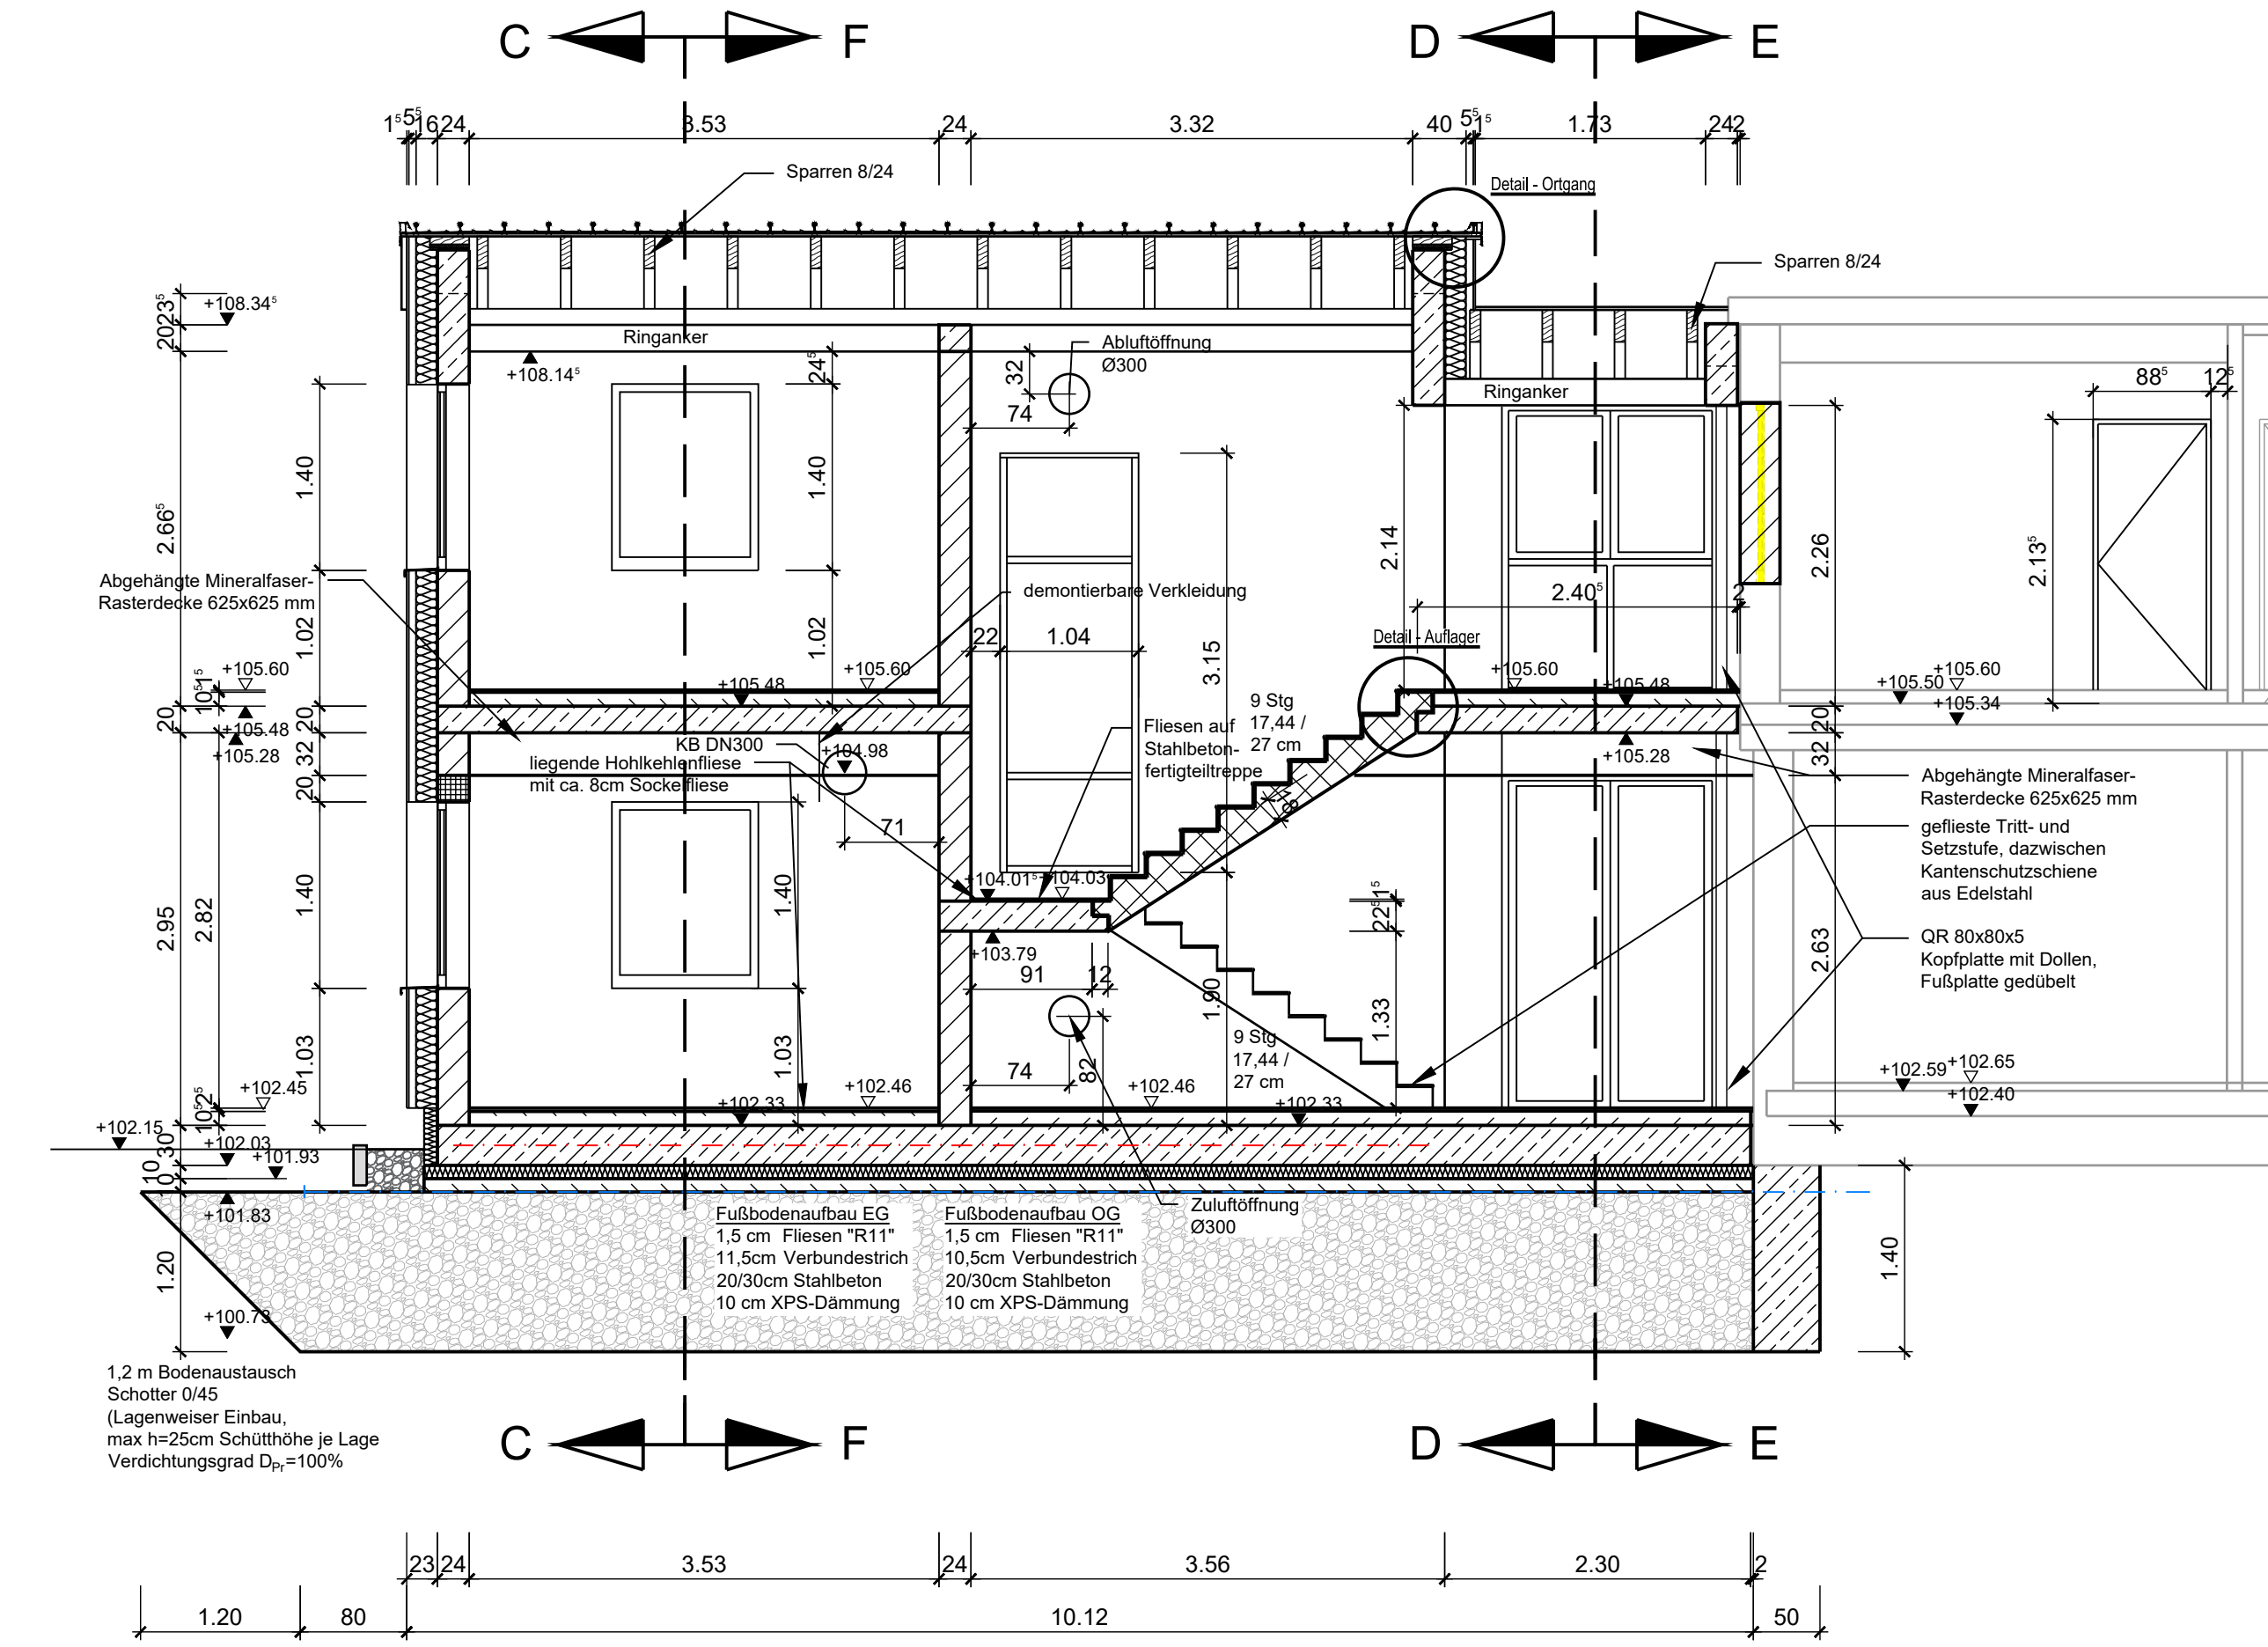 C F D E
1⁵ 5⁵ 16 24 3.53 24 3.32 40 5⁵ 1⁵ 1.73 24 2
Sparren 8/24
Detail - Ortgang
Sparren 8/24
+108.34⁵
23⁵
20
Ringanker
+108.14⁵
24⁵
32
Abluftöffnung
Ø300
74
Ringanker
88⁵ 12⁵
1.40
1.40
2.66⁵
2.14
2.26
2.13⁵
Abgehängte Mineralfaser-
Rasterdecke 625x625 mm
demontierbare Verkleidung
2.40⁵ 2
1.02
1.02
22 1.04
Detail - Auflager
3.15
+105.60
+105.48
+105.60
+105.60
+105.48
+105.60
+105.50
+105.34
10⁵ 1⁵
20
+105.48
+105.28
20
32
20
9 Stg
17,44 /
27 cm
Fliesen auf
Stahlbeton-
fertigteiltreppe
KB DN300
+104.98
liegende Hohlkehlenfliese
mit ca. 8cm Sockelfliese
+105.28
20
32
Abgehängte Mineralfaser-
Rasterdecke 625x625 mm
geflieste Tritt- und
Setzstufe, dazwischen
Kantenschutzschiene
aus Edelstahl
71
2.95
2.82
1.40
1.40
+104.01⁵
+104.03
1⁵
22⁵
QR 80x80x5
Kopfplatte mit Dollen,
Fußplatte gedübelt
+103.79
91 12
1.90
1.33
2.63
1.03
1.03
82
74
9 Stg
17,44 /
27 cm
+102.59
+102.65
+102.40
+102.45
+102.46
+102.46
+102.33
+102.33
10⁵ 2⁵
+102.15
30
+102.03
+101.93
10
+101.83
Fußbodenaufbau EG
1,5 cm Fliesen "R11"
11,5cm Verbundestrich
20/30cm Stahlbeton
10 cm XPS-Dämmung
Fußbodenaufbau OG
1,5 cm Fliesen "R11"
10,5cm Verbundestrich
20/30cm Stahlbeton
10 cm XPS-Dämmung
Zuluftöffnung
Ø300
1.20
1.40
+100.73
1,2 m Bodenaustausch
Schotter 0/45
(Lagenweiser Einbau,
max h=25cm Schütthöhe je Lage
Verdichtungsgrad D_Pr=100%
C F D E
23 24 3.53 24 3.56 2.30 2
1.20 80 10.12 50